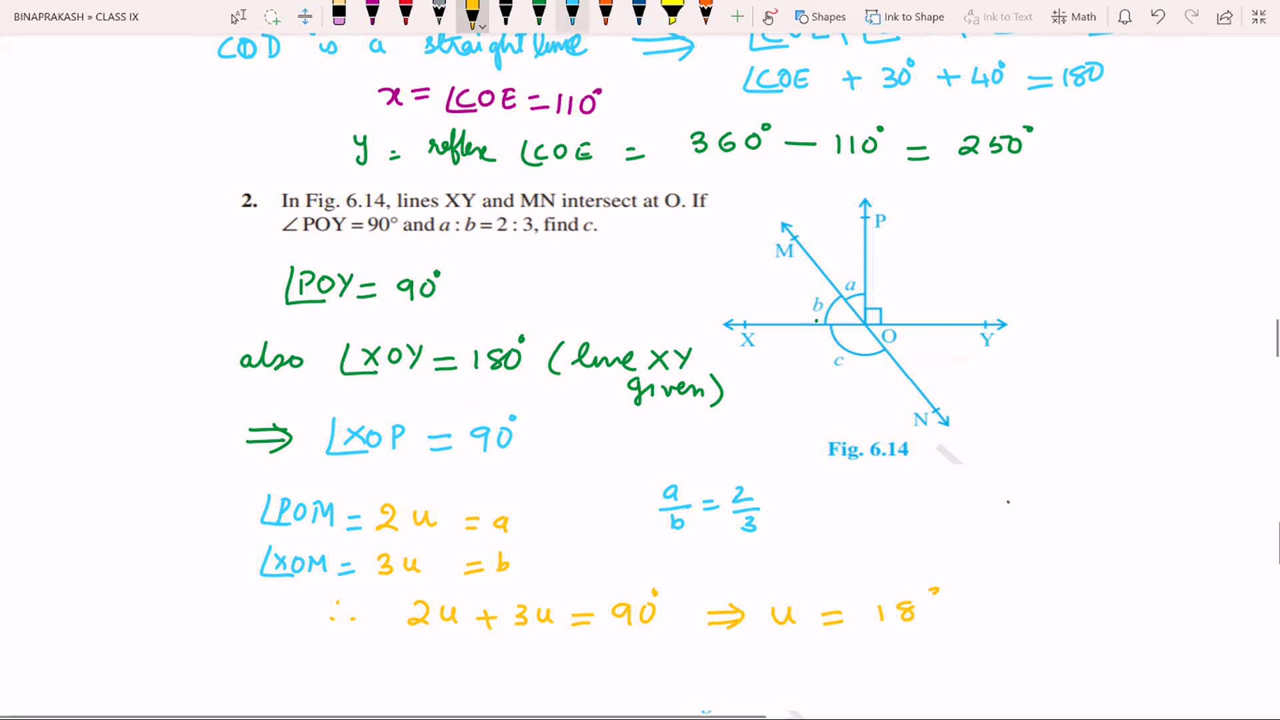 BINAPRAKASH » CLASS IX
Shapes
Ink to Shape
Ink to Text
Math
COD is a straight line ⇒
∠COE + 30° + 40° = 180
x = ∠COE = 110°
y = reflex ∠COE = 360° — 110° = 250°
2. In Fig. 6.14, lines XY and MN intersect at O. If
∠POY = 90° and a : b = 2 : 3, find c.
P
M
a
b
X
O
Y
c
N
Fig. 6.14
∠POY = 90°
also ∠XOY = 180° (line XY
given)
⇒ ∠XOP = 90°
∠POM = 2u = a
a/b = 2/3
∠XOM = 3u = b
∴ 2u + 3u = 90° ⇒ u = 18°